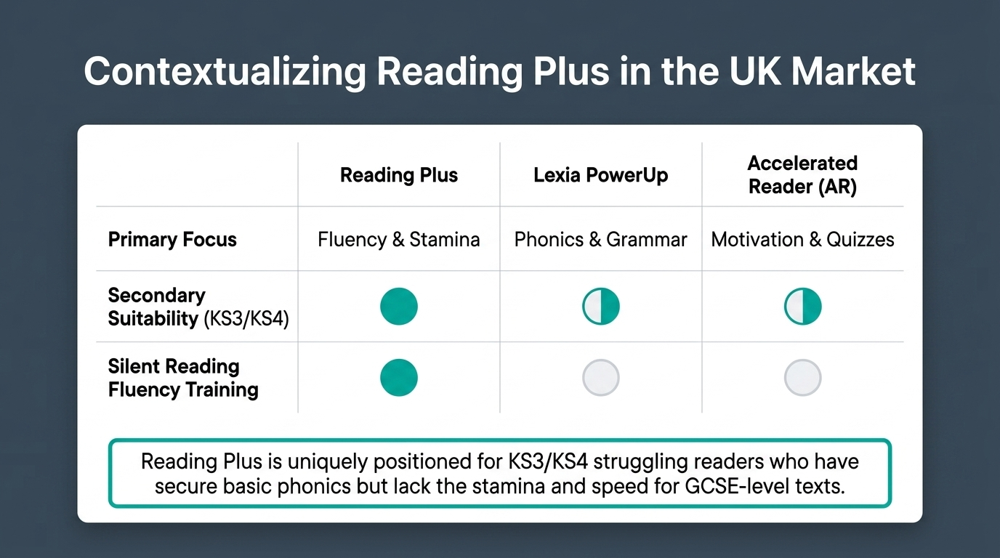 Contextualizing Reading Plus in the UK Market
Reading Plus
Lexia PowerUp
Accelerated
Reader (AR)
Primary Focus
Fluency & Stamina
Phonics & Grammar
Motivation & Quizzes
Secondary
Suitability (KS3/KS4)
Silent Reading
Fluency Training
Reading Plus is uniquely positioned for KS3/KS4 struggling readers who have
secure basic phonics but lack the stamina and speed for GCSE-level texts.